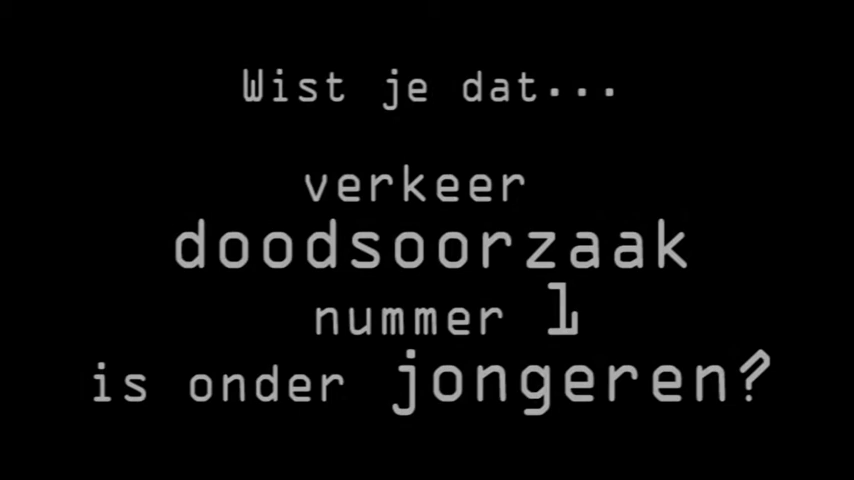 Wist je dat...
verkeer
doodsoorzaak
nummer 1
is onder jongeren?